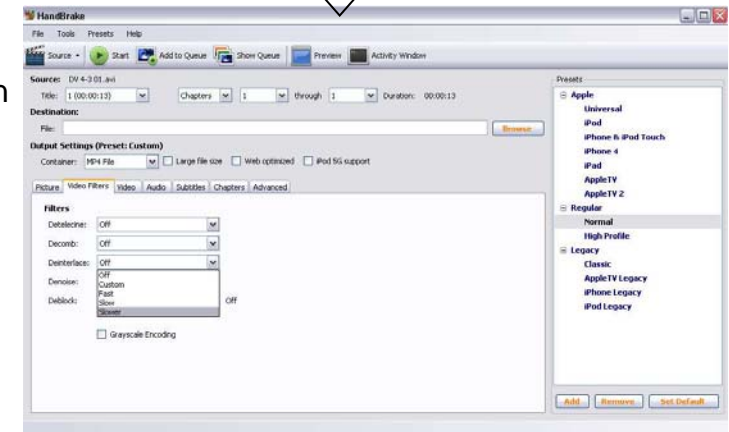 n
HandBrake
File Tools Presets Help
Source Start Add to Queue Show Queue Preview Activity Window
Source: DV 4-3 01.avi
Title: 1 (00:00:13) Chapters 1 through 1 Duration: 00:00:13
Destination:
File: Browse
Output Settings (Preset: Custom)
Container: MP4 File Large file size Web optimized iPod 5G support
Picture Video Filters Video Audio Subtitles Chapters Advanced
Filters
Detelecine: Off
Decomb: Off
Deinterlace: Off
Off
Denoise: Custom
Fast
Deblock: Slow Off
Slower
Grayscale Encoding
Presets
Apple
Universal
iPod
iPhone & iPod Touch
iPhone 4
iPad
AppleTV
AppleTV 2
Regular
Normal
High Profile
Legacy
Classic
AppleTV Legacy
iPhone Legacy
iPod Legacy
Add Remove Set Default